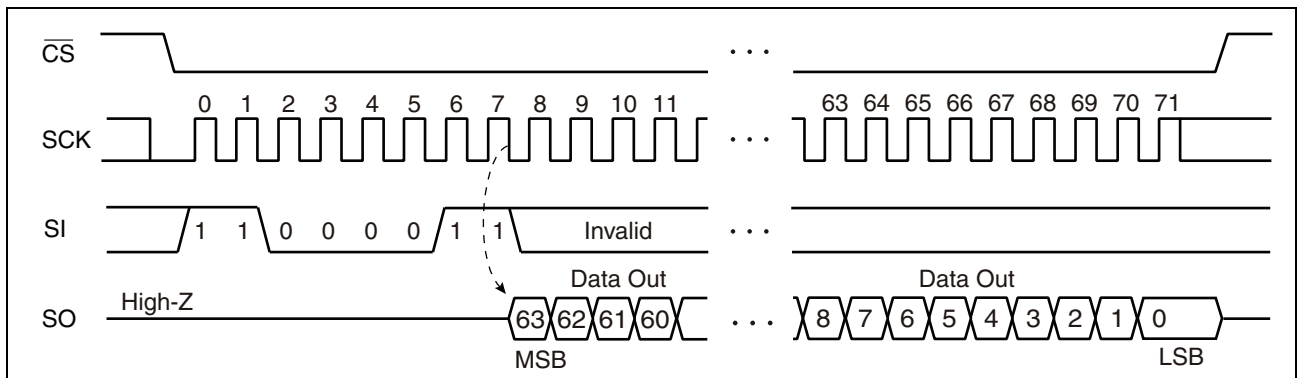 CS
0 1 2 3 4 5 6 7 8 9 10 11 63 64 65 66 67 68 69 70 71
SCK
SI 1 1 0 0 0 0 1 1 Invalid
Data Out Data Out
High-Z
SO 63 62 61 60 8 7 6 5 4 3 2 1 0
MSB LSB